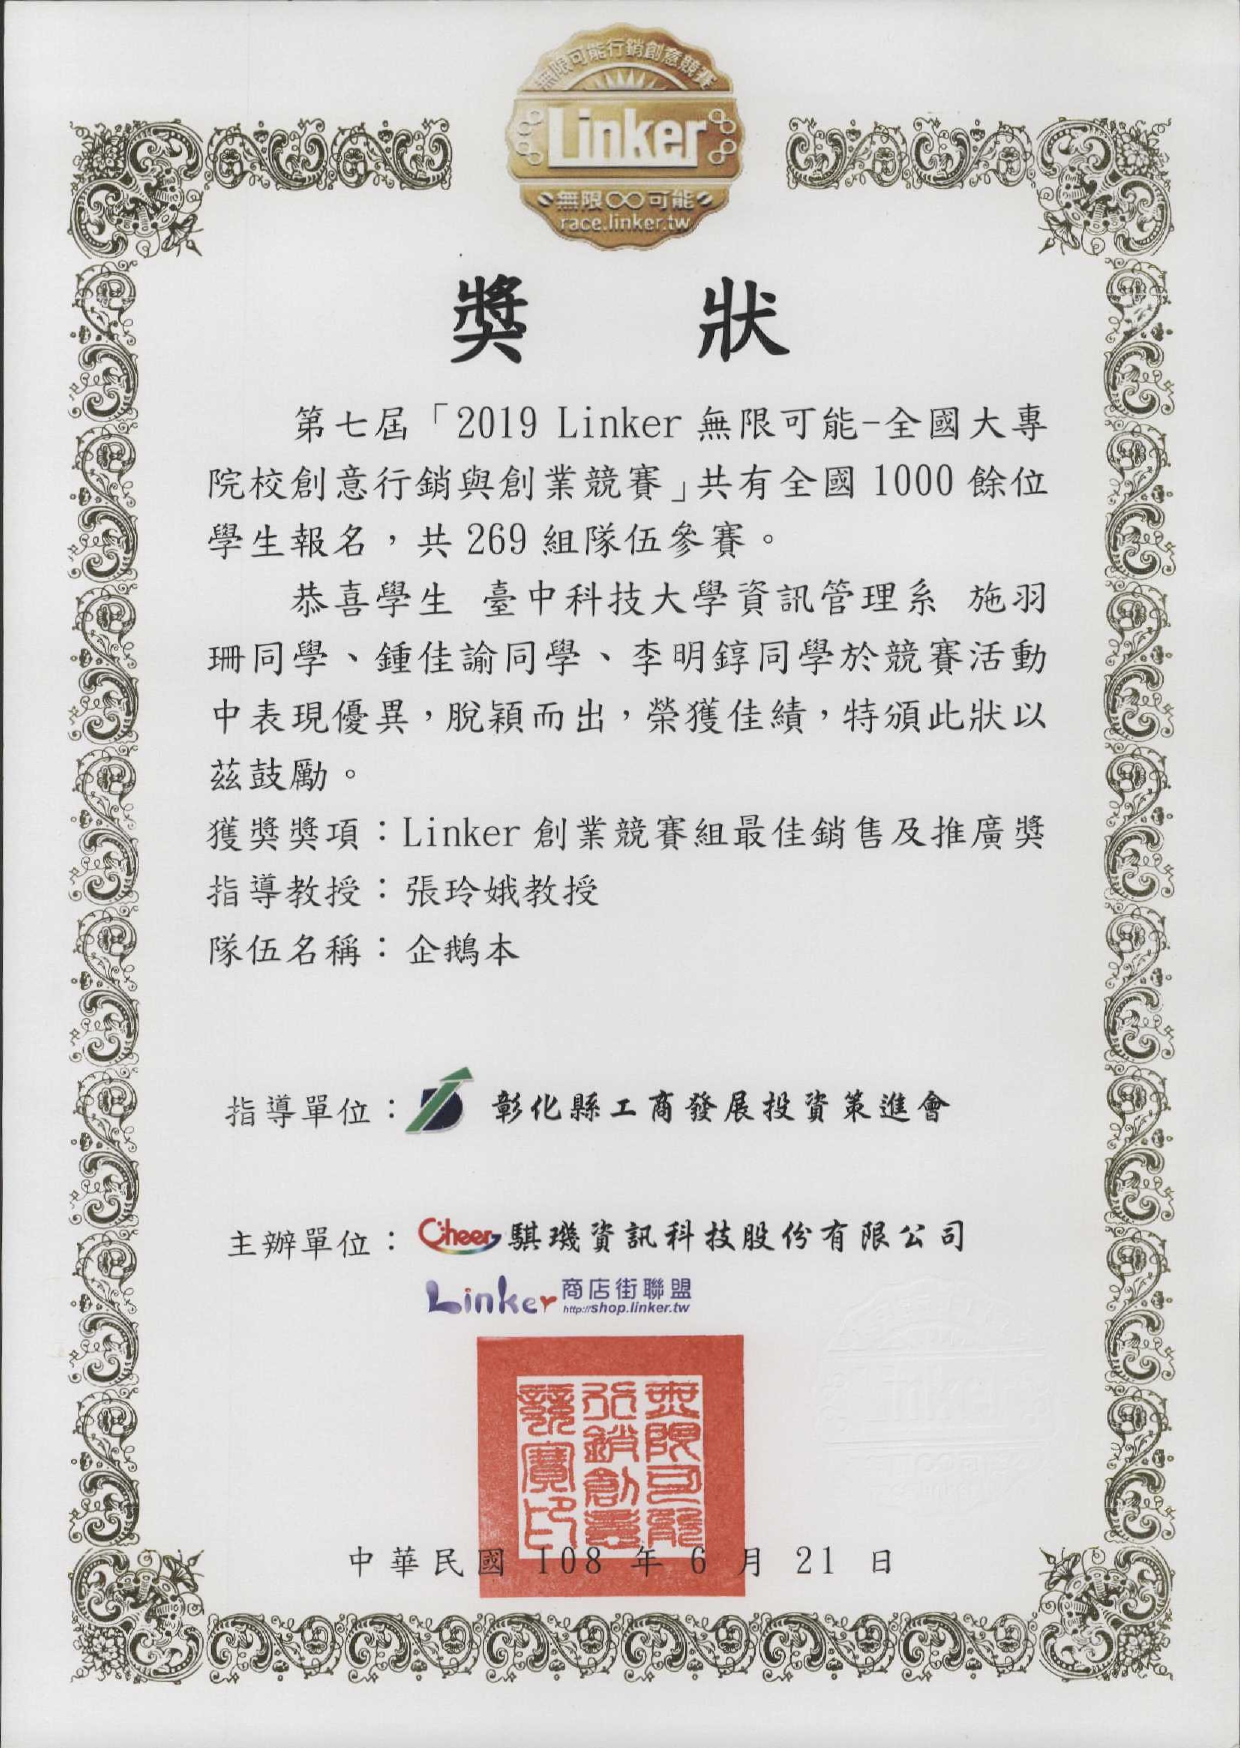 無限可能行銷創意競賽
Linker
無限∞可能
race.linker.tw
獎 狀
第七屆「2019 Linker 無限可能-全國大專
院校創意行銷與創業競賽」共有全國 1000 餘位
學生報名，共 269 組隊伍參賽。
恭喜學生 臺中科技大學資訊管理系 施羽
珊同學、鍾佳諭同學、李明錞同學於競賽活動
中表現優異，脫穎而出，榮獲佳績，特頒此狀以
茲鼓勵。
獲獎獎項：Linker 創業競賽組最佳銷售及推廣獎
指導教授：張玲娥教授
隊伍名稱：企鵝本
指導單位： 彰化縣工商發展投資策進會
主辦單位： Cheer 騏璣資訊科技股份有限公司
Linker 商店街聯盟
http://shop.linker.tw
無限可能
行銷創意
競賽印
中華民國 108 年 6 月 21 日